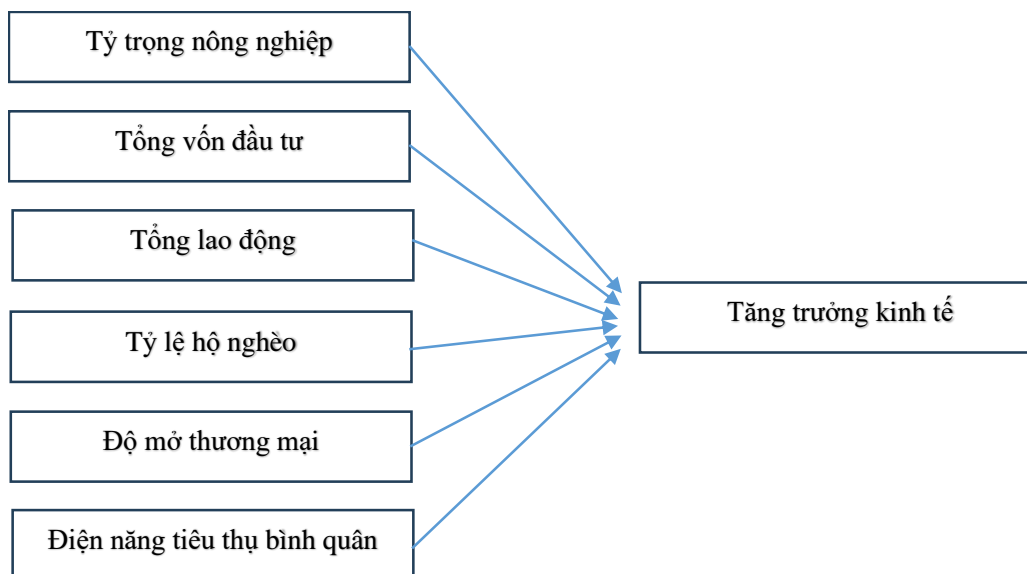 Tỷ trọng nông nghiệp
Tổng vốn đầu tư
Tổng lao động
Tỷ lệ hộ nghèo
Độ mở thương mại
Điện năng tiêu thụ bình quân
Tăng trưởng kinh tế